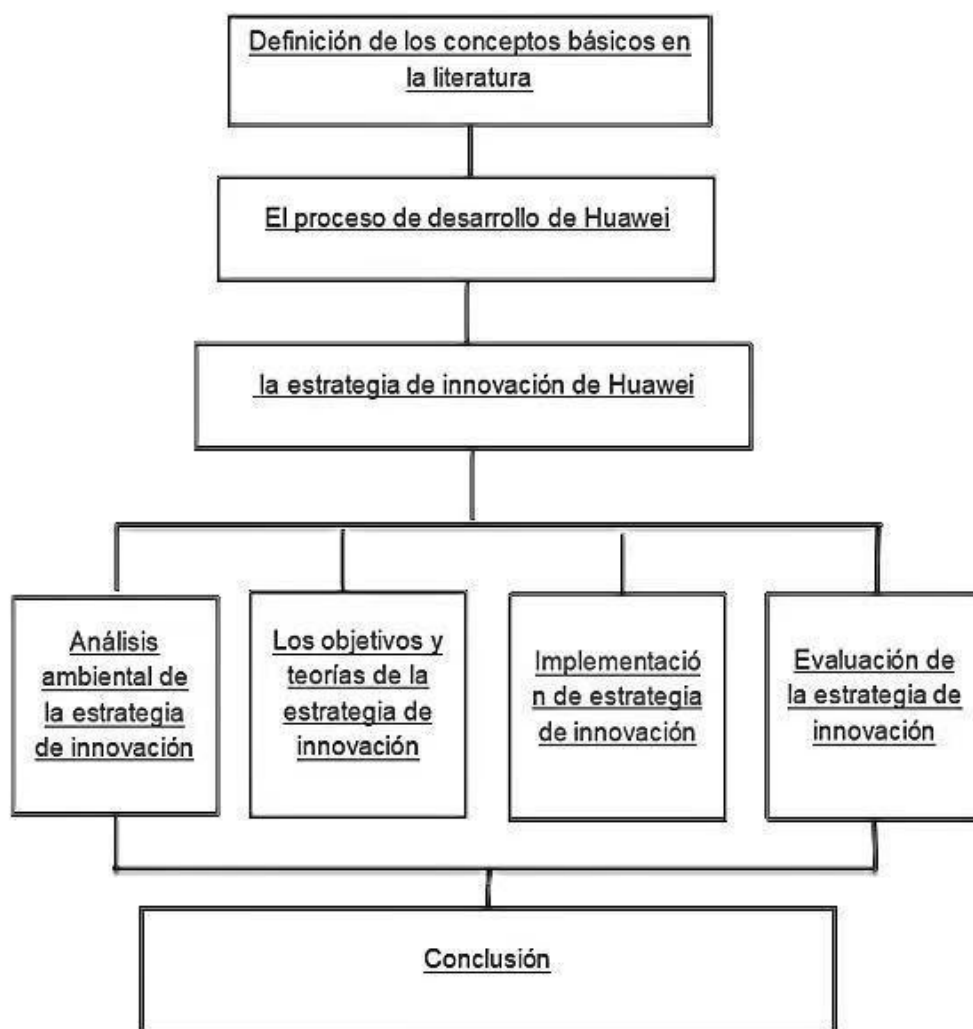 Definición de los conceptos básicos en
la literatura
El proceso de desarrollo de Huawei
la estrategia de innovación de Huawei
Análisis
ambiental de
la estrategia
de innovación
Los objetivos y
teorías de la
estrategia de
innovación
Implementació
n de estrategia
de innovación
Evaluación de
la estrategia de
innovación
Conclusión